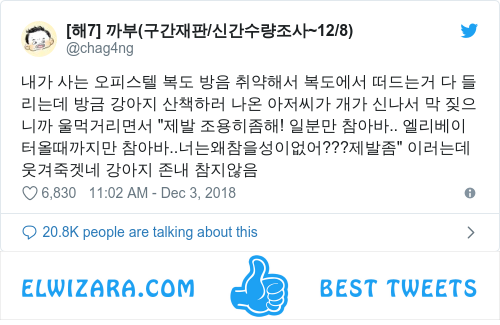 [해7] 까부(구간재판/신간수량조사~12/8)
@chag4ng
내가 사는 오피스텔 복도 방음 취약해서 복도에서 떠드는거 다 들
리는데 방금 강아지 산책하러 나온 아저씨가 개가 신나서 막 짖으
니까 울먹거리면서 "제발 조용히좀해! 일분만 참아바.. 엘리베이
터올때까지만 참아바..너는왜참을성이없어???제발좀" 이러는데
웃겨죽겟네 강아지 존내 참지않음
6,830 11:02 AM - Dec 3, 2018
20.8K people are talking about this
ELWIZARA.COM BEST TWEETS